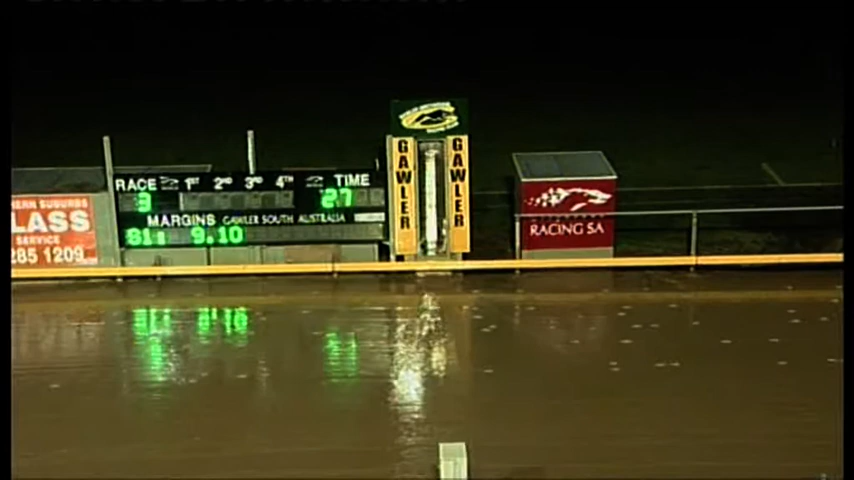 RACE 1ST 2ND 3RD 4TH TIME
3 27
MARGINS GAWLER SOUTH AUSTRALIA
9.10
GAWLER
GAWLER
RACING SA
SUBURBS
LASS
SERVICE
285 1209